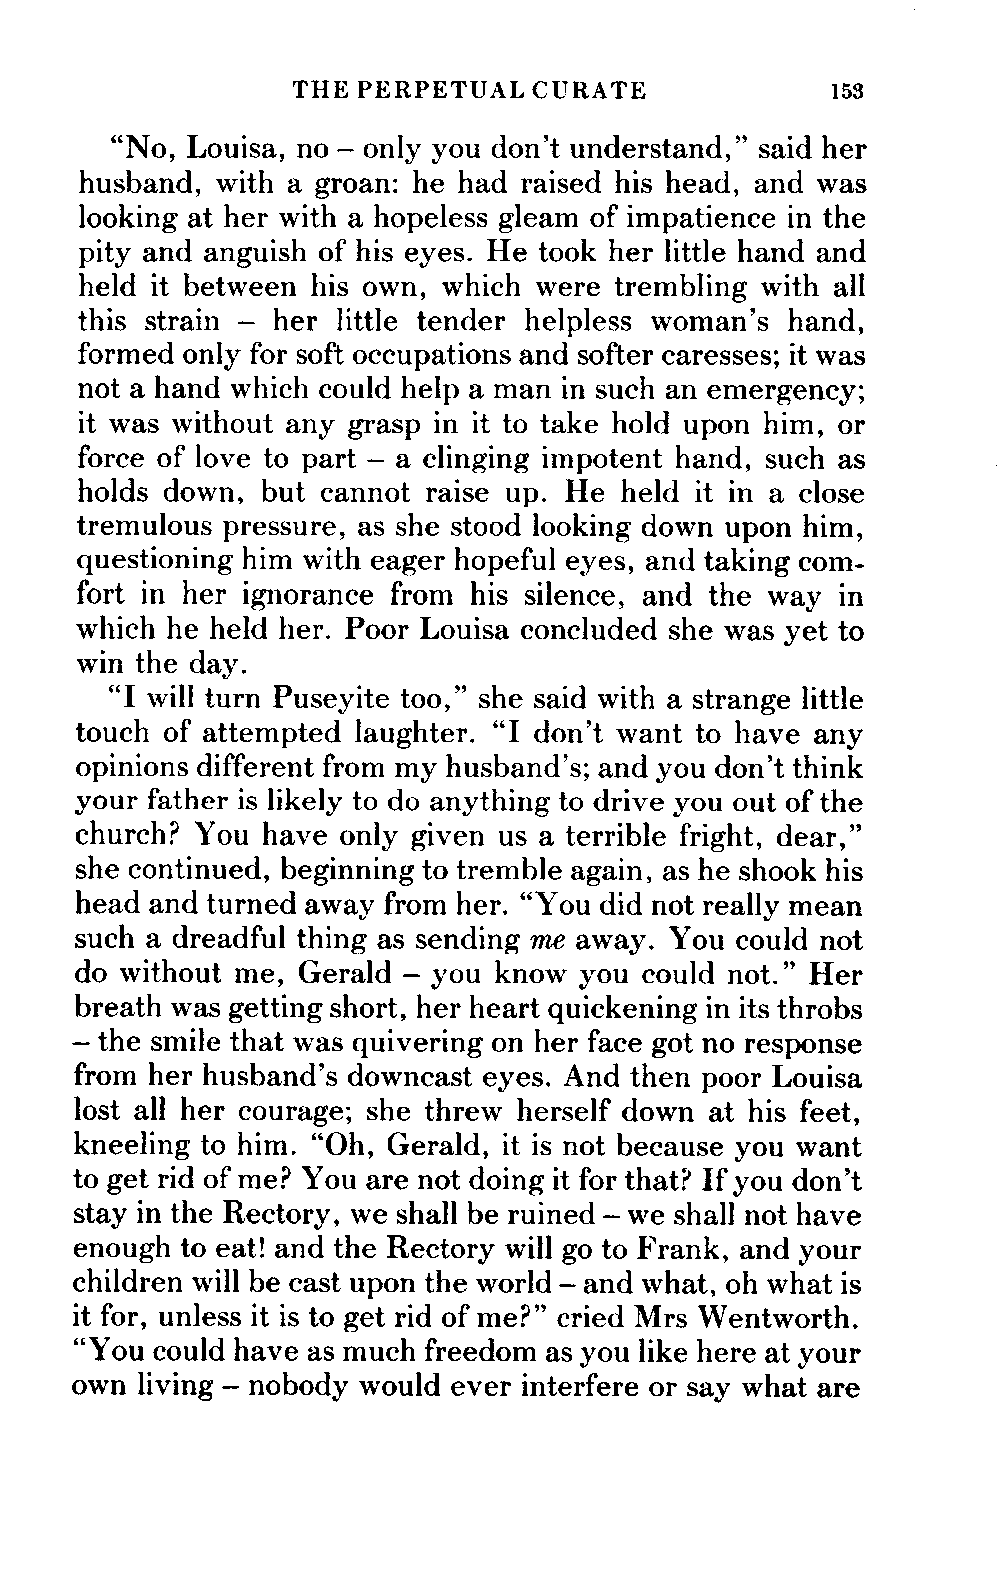 THE PERPETUAL CURATE 153
“No, Louisa, no – only you don’t understand,” said her
husband, with a groan: he had raised his head, and was
looking at her with a hopeless gleam of impatience in the
pity and anguish of his eyes. He took her little hand and
held it between his own, which were trembling with all
this strain – her little tender helpless woman’s hand,
formed only for soft occupations and softer caresses; it was
not a hand which could help a man in such an emergency;
it was without any grasp in it to take hold upon him, or
force of love to part – a clinging impotent hand, such as
holds down, but cannot raise up. He held it in a close
tremulous pressure, as she stood looking down upon him,
questioning him with eager hopeful eyes, and taking com-
fort in her ignorance from his silence, and the way in
which he held her. Poor Louisa concluded she was yet to
win the day.
“I will turn Puseyite too,” she said with a strange little
touch of attempted laughter. “I don’t want to have any
opinions different from my husband’s; and you don’t think
your father is likely to do anything to drive you out of the
church? You have only given us a terrible fright, dear,”
she continued, beginning to tremble again, as he shook his
head and turned away from her. “You did not really mean
such a dreadful thing as sending me away. You could not
do without me, Gerald – you know you could not.” Her
breath was getting short, her heart quickening in its throbs
– the smile that was quivering on her face got no response
from her husband’s downcast eyes. And then poor Louisa
lost all her courage; she threw herself down at his feet,
kneeling to him. “Oh, Gerald, it is not because you want
to get rid of me? You are not doing it for that? If you don’t
stay in the Rectory, we shall be ruined – we shall not have
enough to eat! and the Rectory will go to Frank, and your
children will be cast upon the world – and what, oh what is
it for, unless it is to get rid of me?” cried Mrs Wentworth.
“You could have as much freedom as you like here at your
own living – nobody would ever interfere or say what are